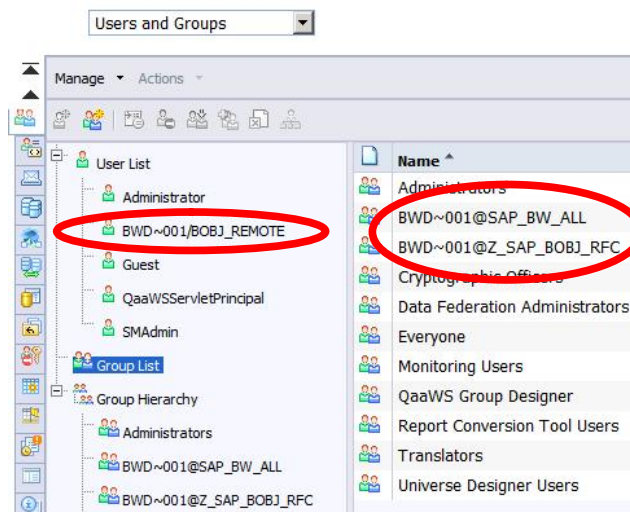 Users and Groups
Manage Actions
User List
Administrator
BWD~001/BOBJ_REMOTE
Guest
QaaWSServletPrincipal
SMAdmin
Group List
Group Hierarchy
Administrators
BWD~001@SAP_BW_ALL
BWD~001@Z_SAP_BOBJ_RFC
Name
Administrators
BWD~001@SAP_BW_ALL
BWD~001@Z_SAP_BOBJ_RFC
Cryptographic Officers
Data Federation Administrators
Everyone
Monitoring Users
QaaWS Group Designer
Report Conversion Tool Users
Translators
Universe Designer Users